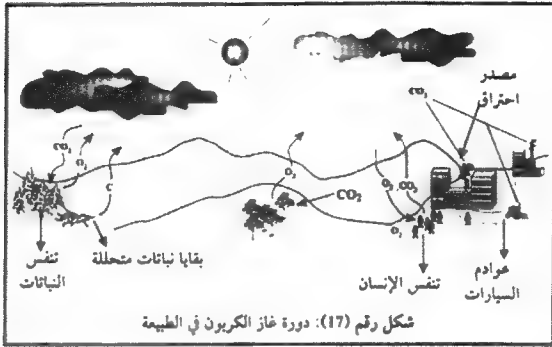 مصدر
احتراق
CO₂
CO₂
O₂
C
O₂
CO₂
O₂
CO₂
O₂
تنفس
النباتات
بقايا نباتات متحللة
تنفس الإنسان
عوادم
السيارات
شكل رقم (17): دورة غاز الكربون في الطبيعة